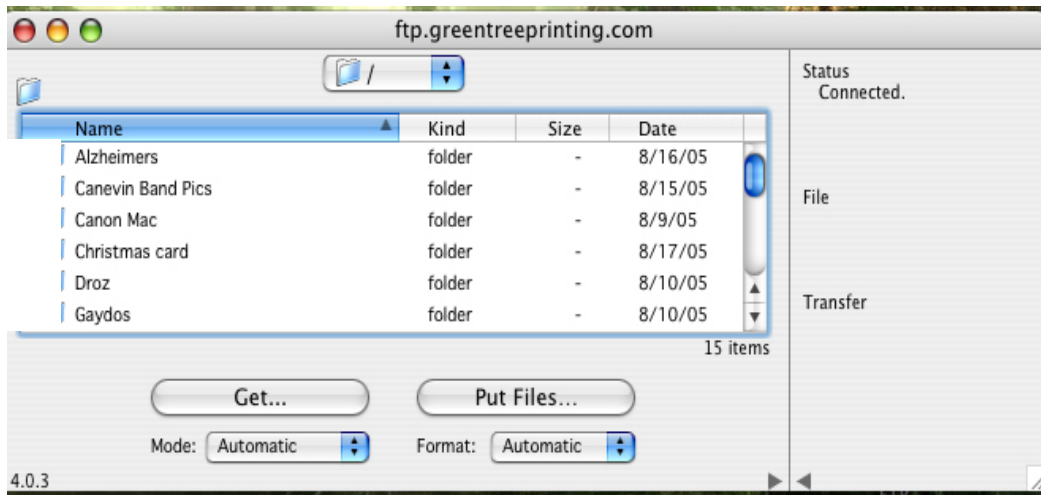 ftp.greentreeprinting.com
/
Status
Connected.
Name Kind Size Date
Alzheimers folder - 8/16/05
Canevin Band Pics folder - 8/15/05
Canon Mac folder - 8/9/05
Christmas card folder - 8/17/05
Droz folder - 8/10/05
Gaydos folder - 8/10/05
File
Transfer
15 items
Get... Put Files...
Mode: Automatic Format: Automatic
4.0.3